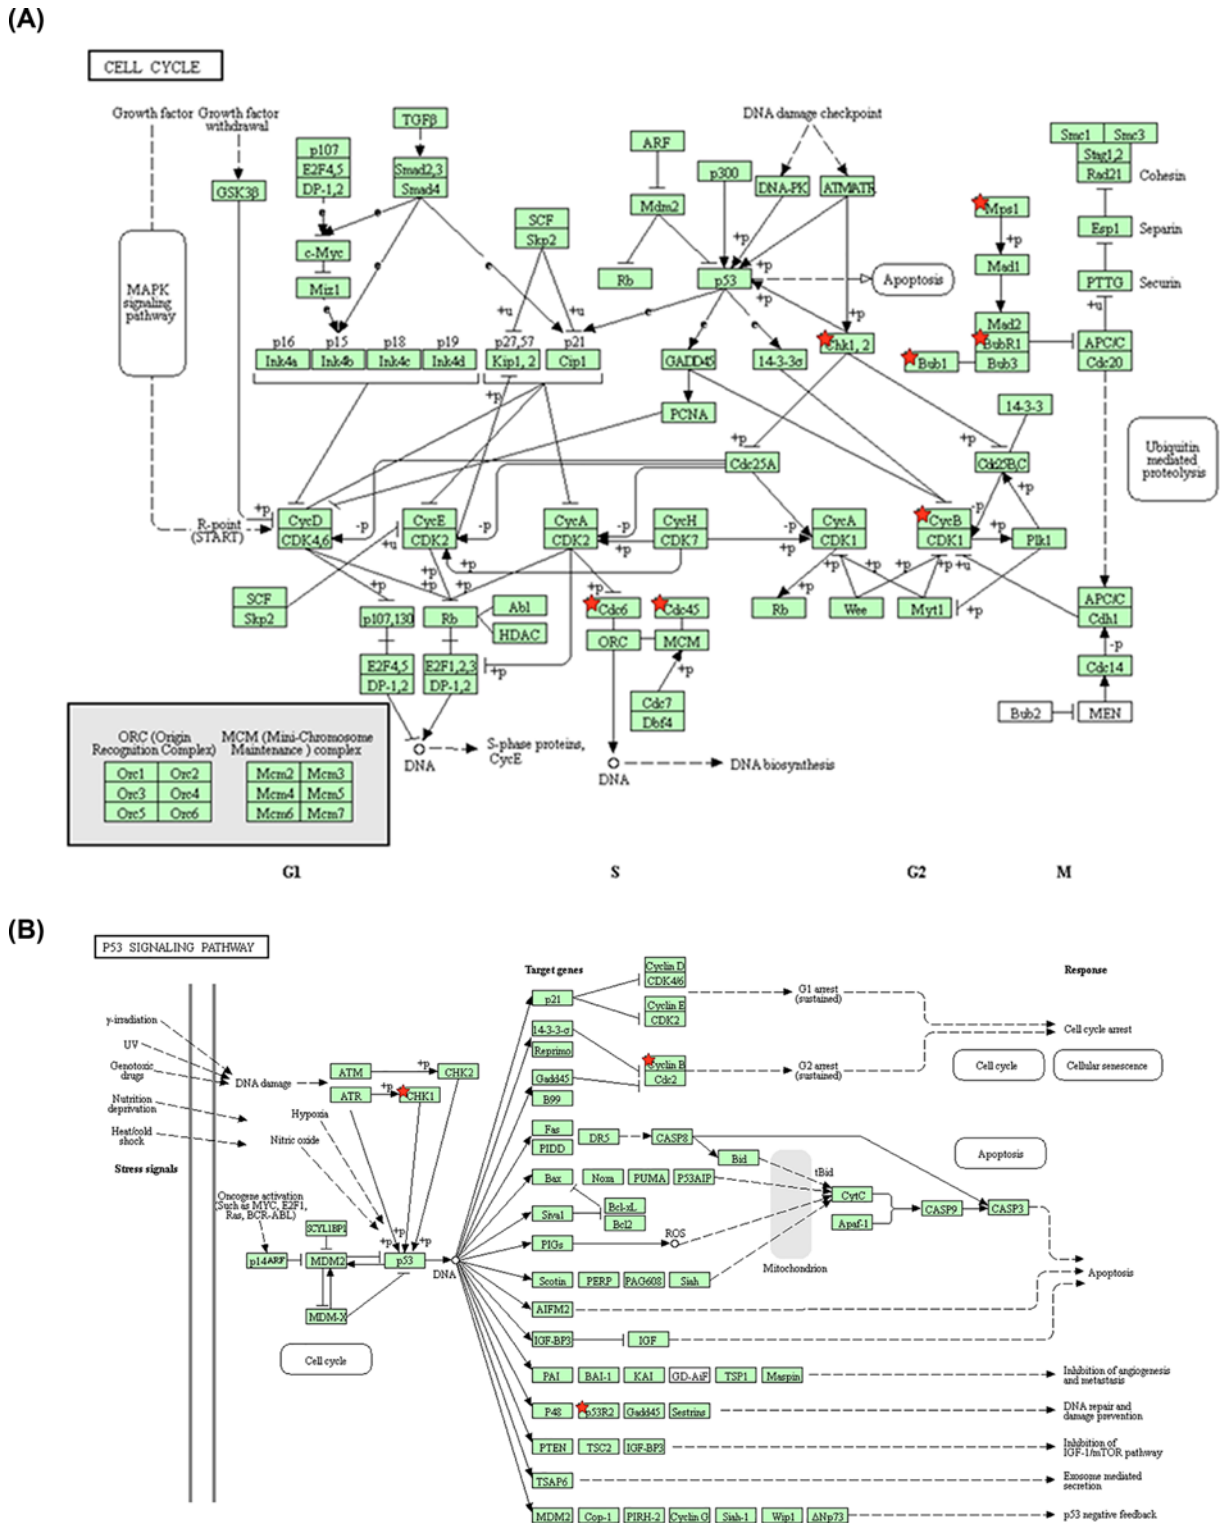 (A)
CELL CYCLE
Growth factor
Growth factor
withdrawal
TGFβ
DNA damage checkpoint
ARF
Smc1 Smc3
Stag1,2
Rad21
Cohesin
p107
E2F4,5
DP-1,2
Smad2,3
Smad4
p300
DNA-PK
ATM/ATR
GSK3β
Mdm2
Mps1
+p
SCF
Skp2
Esp1
Separin
c-Myc
Miz1
e
e
e
e
Mad1
MAPK
signaling
pathway
Rb
p53
+p
+p
+p
Apoptosis
PTTG
Securin
+u
e
+u
+u
e
e
e
Mad2
BubR1
Bub3
Bub1
APC/C
Cdc20
p16
Ink4a
p15
Ink4b
p18
Ink4c
p19
Ink4d
p27,57
Kip1, 2
p21
Cip1
GADD45
14-3-3σ
Chk1, 2
+p
PCNA
14-3-3
+p
+p
Cdc25A
Cdc25B,C
Ubiquitin
mediated
proteolysis
R-point
(START)
+p
CycD
CDK4,6
-p
CycE
CDK2
-p
CycA
CDK2
-p
+p
CycH
CDK7
-p
+p
CycA
CDK1
CycB
CDK1
+p
+p
-p
Plk1
+u
+p
+p
+p
+p
+p
+p
+p
+p
+p
+u
SCF
Skp2
p107,130
Rb
Abl
HDAC
Cdc6
Cdc45
ORC
MCM
Rb
Wee
Myt1
+p
APC/C
Cdh1
-p
E2F4,5
DP-1,2
E2F1,2,3
DP-1,2
+p
+p
Cdc7
Dbf4
Cdc14
Bub2
MEN
ORC (Origin
Recognition Complex)
MCM (Mini-Chromosome
Maintenance ) complex
Orc1 Orc2
Orc3 Orc4
Orc5 Orc6
Mcm2 Mcm3
Mcm4 Mcm5
Mcm6 Mcm7
DNA
S-phase proteins,
CycE
DNA
DNA biosynthesis
G1 S G2 M
(B)
P53 SIGNALING PATHWAY
Target genes
Response
γ-irradiation
UV
Genotoxic
drugs
Nutrition
deprivation
Heat/cold
shock
Stress signals
DNA damage
ATM
+p
CHK2
ATR
+p
CHK1
Hypoxia
Nitric oxide
Oncogene activation
(Such as MYC, E2F1,
Ras, BCR-ABL)
SCYL1BP1
+p
+p
+p
p14ARF
MDM2
p53
DNA
MDM-X
Cell cycle
p21
Cyclin D
CDK4/6
Cyclin E
CDK2
G1 arrest
(sustained)
14-3-3-σ
Reprimo
Gadd45
B99
Cyclin B
Cdc2
G2 arrest
(sustained)
Cell cycle arrest
Cell cycle
Cellular senescence
Fas
PIDD
DR5
CASP8
Bid
tBid
Apoptosis
Bax
Noxa
PUMA
P53AIP
CytC
Siva1
Bcl-xL
Bcl2
Apaf-1
CASP9
CASP3
PIGs
ROS
Mitochondrion
Scotin
PERP
PAG608
Siah
Apoptosis
AIFM2
IGF-BP3
IGF
PAI
BAI-1
KAI
GD-AiF
TSP1
Maspin
Inhibition of angiogenesis
and metastasis
P48
p53R2
Gadd45
Sestrins
DNA repair and
damage prevention
PTEN
TSC2
IGF-BP3
Inhibition of
IGF-1/mTOR pathway
TSAP6
Exosome mediated
secretion
MDM2
Cop-1
PIRH-2
Cyclin G
Siah-1
Wip1
ΔNp73
p53 negative feedback